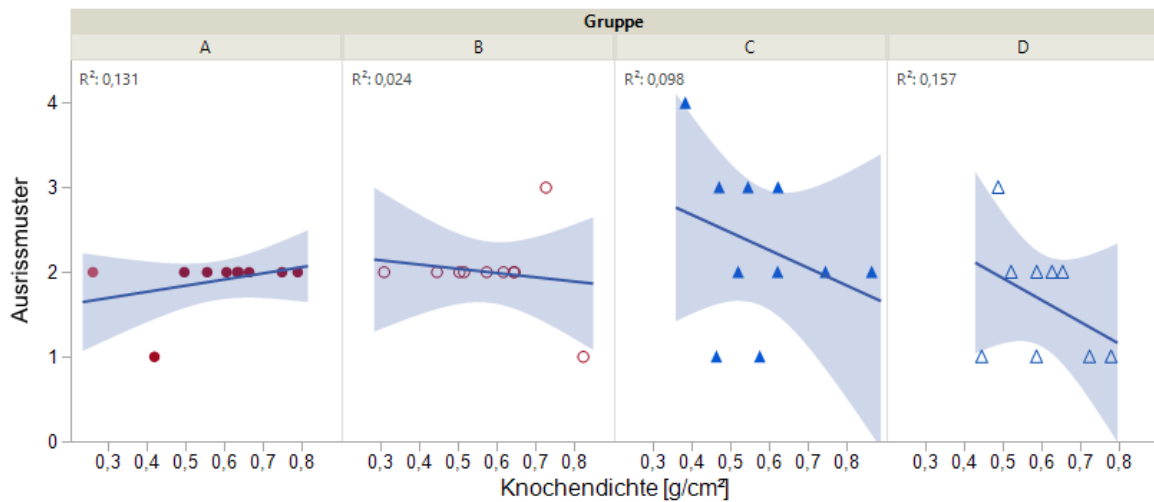 Gruppe
A B C D
R²: 0,131 R²: 0,024 R²: 0,098 R²: 0,157
4
3
2
1
0
Ausrissmuster
0,3 0,4 0,5 0,6 0,7 0,8 0,3 0,4 0,5 0,6 0,7 0,8 0,3 0,4 0,5 0,6 0,7 0,8 0,3 0,4 0,5 0,6 0,7 0,8
Knochendichte [g/cm²]